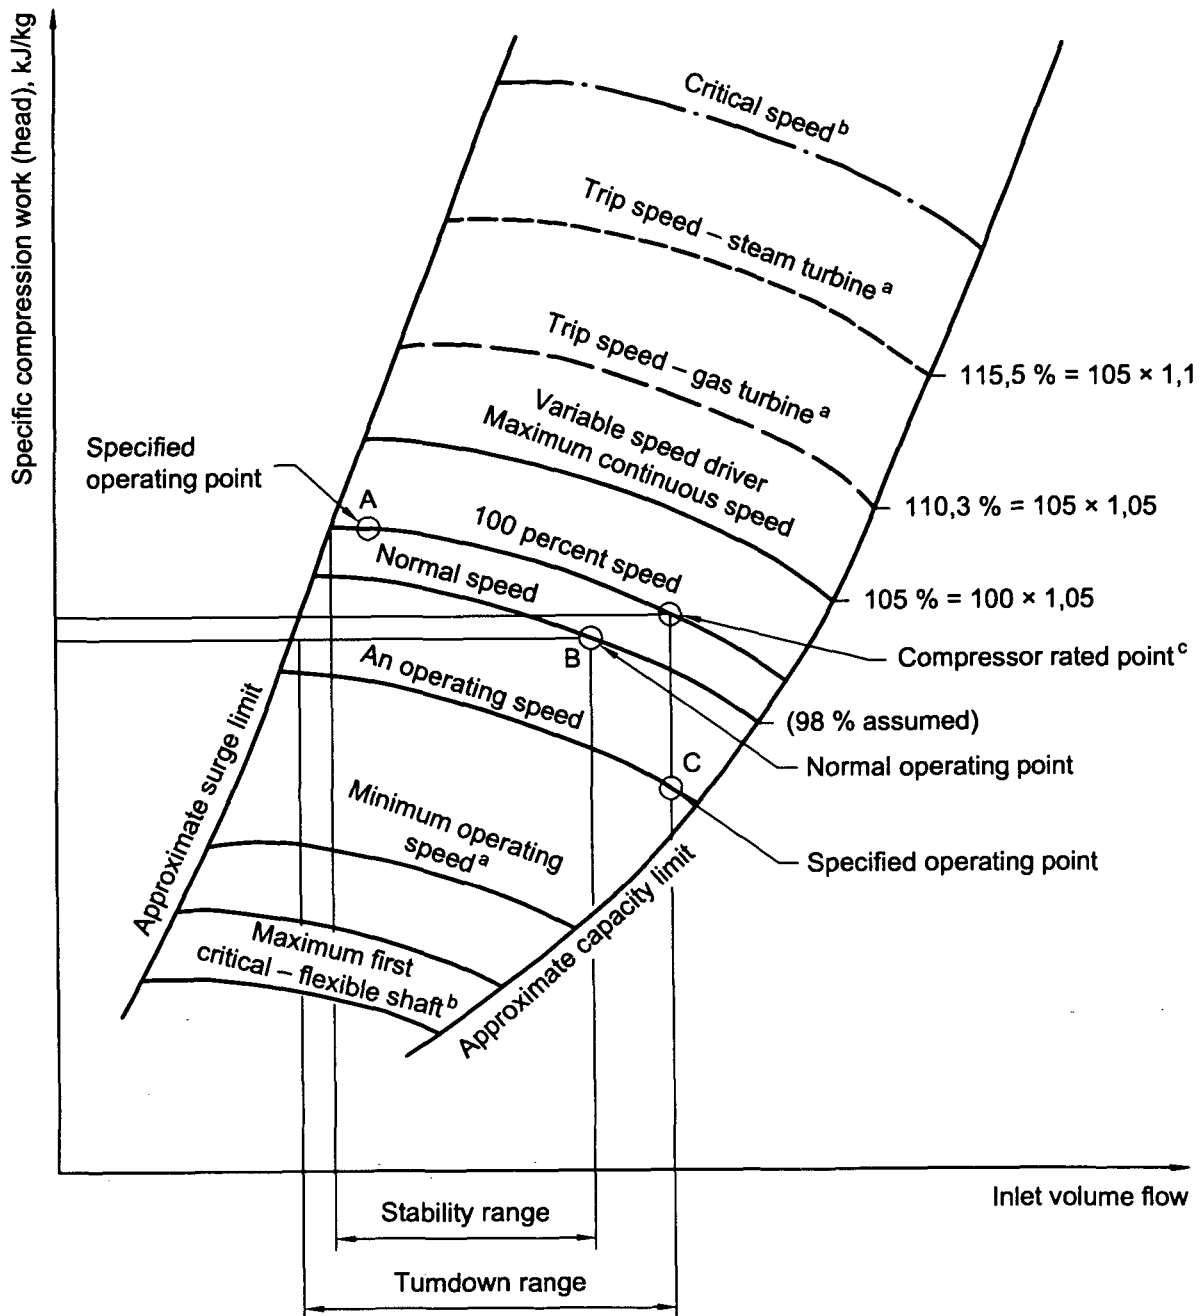 Specific compression work (head), kJ/kg
Critical speed b
Trip speed – steam turbine a
115,5 % = 105 × 1,1
Trip speed – gas turbine a
110,3 % = 105 × 1,05
Variable speed driver
Maximum continuous speed
105 % = 100 × 1,05
Specified
operating point
A
100 percent speed
Compressor rated point c
Normal speed
B
(98 % assumed)
Normal operating point
An operating speed
C
Specified operating point
Minimum operating
speed a
Maximum first
critical – flexible shaft b
Approximate surge limit
Approximate capacity limit
Inlet volume flow
Stability range
Tumdown range